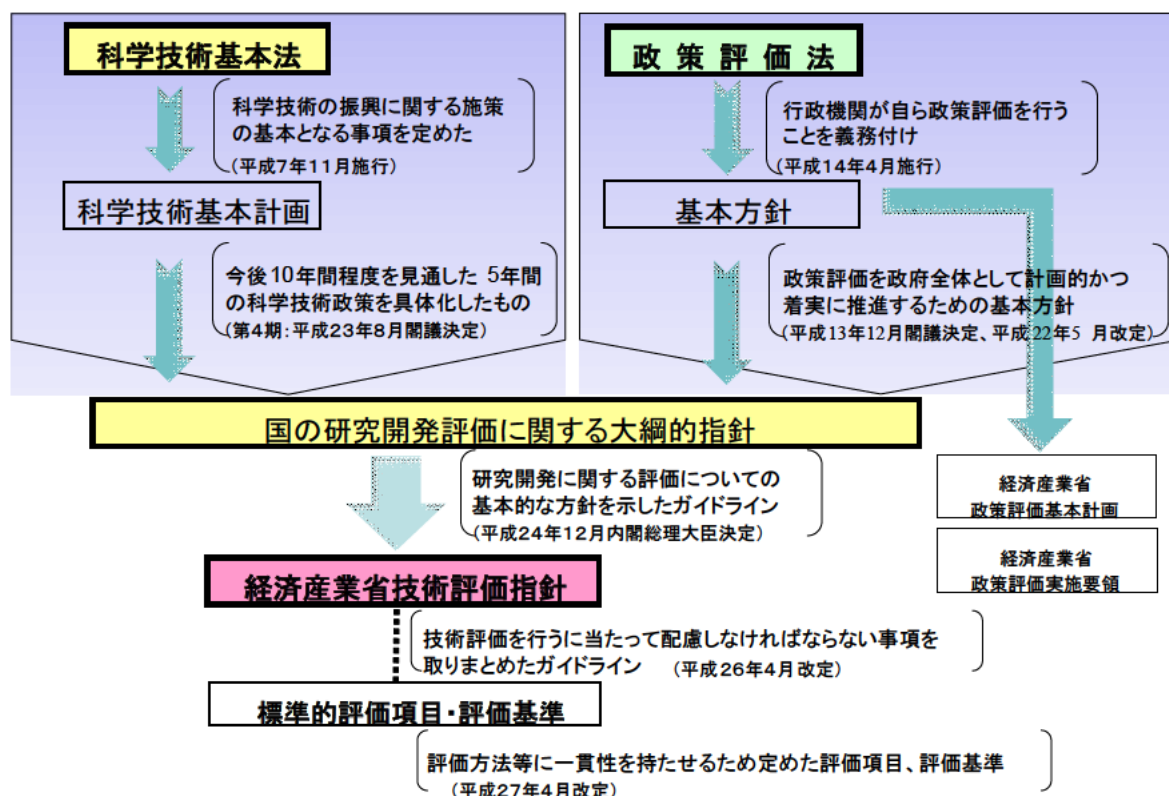 科学技術基本法
科学技術の振興に関する施策
の基本となる事項を定めた
(平成7年11月施行)
科学技術基本計画
今後10年間程度を見通した 5年間
の科学技術政策を具体化したもの
(第4期:平成23年8月閣議決定)
政 策 評 価 法
行政機関が自ら政策評価を行う
ことを義務付け
(平成14年4月施行)
基本方針
政策評価を政府全体として計画的かつ
着実に推進するための基本方針
(平成13年12月閣議決定、平成22年5 月改定)
国の研究開発評価に関する大綱的指針
研究開発に関する評価についての
基本的な方針を示したガイドライン
(平成24年12月内閣総理大臣決定)
経済産業省
政策評価基本計画
経済産業省
政策評価実施要領
経済産業省技術評価指針
技術評価を行うに当たって配慮しなければならない事項を
取りまとめたガイドライン (平成26年4月改定)
標準的評価項目・評価基準
評価方法等に一貫性を持たせるため定めた評価項目、評価基準
(平成27年4月改定)